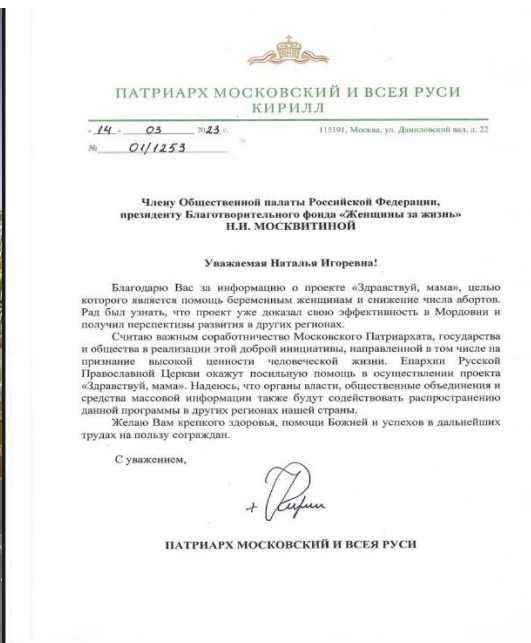 ПАТРИАРХ МОСКОВСКИЙ И ВСЕЯ РУСИ
КИРИЛЛ
« 14 » 03 2023 г.
115191, Москва, ул. Даниловский вал, д. 22
№ 01/1253
Члену Общественной палаты Российской Федерации,
президенту Благотворительного фонда «Женщины за жизнь»
Н.И. МОСКВИТИНОЙ
Уважаемая Наталья Игоревна!
Благодарю Вас за информацию о проекте «Здравствуй, мама», целью
которого является помощь беременным женщинам и снижение числа абортов.
Рад был узнать, что проект уже доказал свою эффективность в Мордовии и
получил перспективы развития в других регионах.
Считаю важным соработничество Московского Патриархата, государства
и общества в реализации этой доброй инициативы, направленной в том числе на
признание высокой ценности человеческой жизни. Епархии Русской
Православной Церкви окажут посильную помощь в осуществлении проекта
«Здравствуй, мама». Надеюсь, что органы власти, общественные объединения и
средства массовой информации также будут содействовать распространению
данной программы в других регионах нашей страны.
Желаю Вам крепкого здоровья, помощи Божией и успехов в дальнейших
трудах на пользу сограждан.
С уважением,
ПАТРИАРХ МОСКОВСКИЙ И ВСЕЯ РУСИ